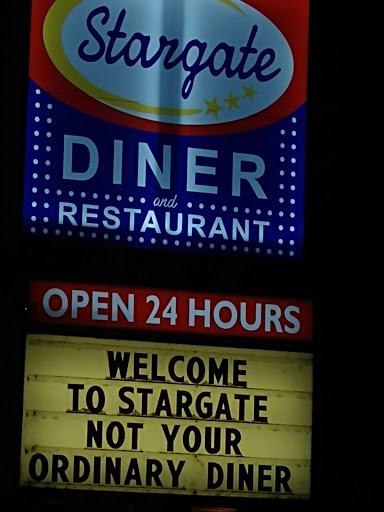 Stargate
DINER
and
RESTAURANT
OPEN 24 HOURS
WELCOME
TO STARGATE
NOT YOUR
ORDINARY DINER